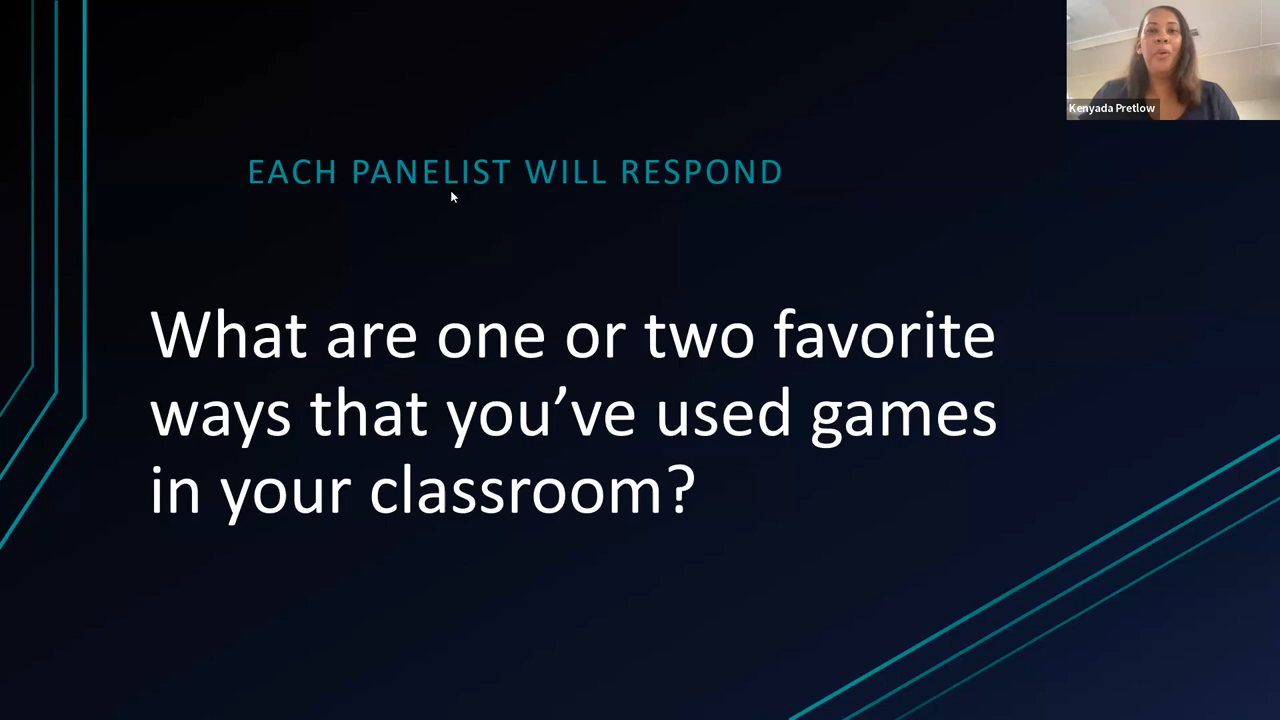 Kenyada Pretlow
EACH PANELIST WILL RESPOND
What are one or two favorite
ways that you’ve used games
in your classroom?